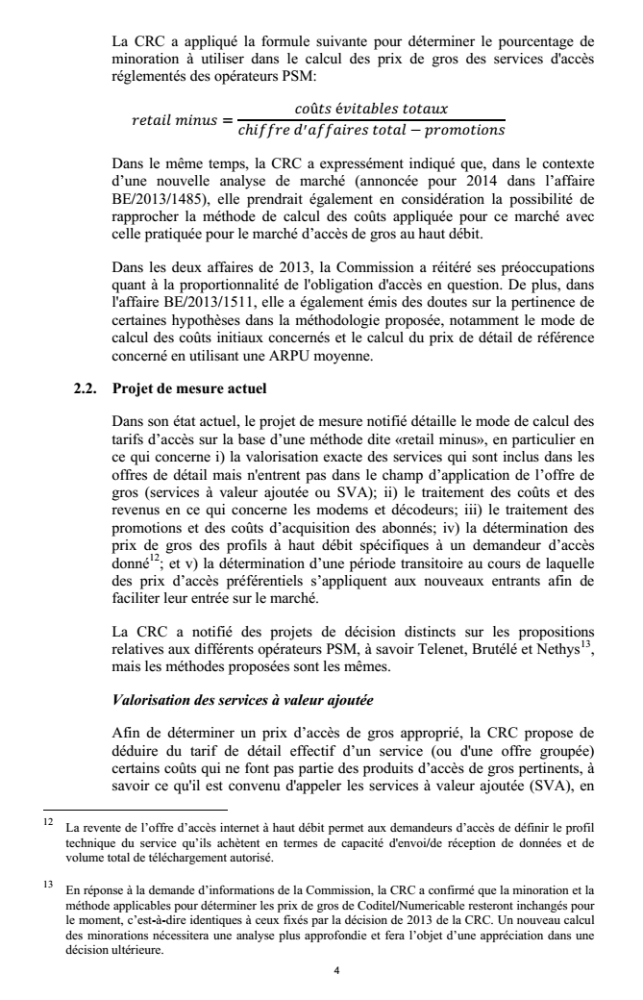 La CRC a appliqué la formule suivante pour déterminer le pourcentage de
minoration à utiliser dans le calcul des prix de gros des services d'accès
réglementés des opérateurs PSM:
retail minus = coûts évitables totaux / chiffre d'affaires total − promotions
Dans le même temps, la CRC a expressément indiqué que, dans le contexte
d’une nouvelle analyse de marché (annoncée pour 2014 dans l’affaire
BE/2013/1485), elle prendrait également en considération la possibilité de
rapprocher la méthode de calcul des coûts appliquée pour ce marché avec
celle pratiquée pour le marché d’accès de gros au haut débit.
Dans les deux affaires de 2013, la Commission a réitéré ses préoccupations
quant à la proportionnalité de l'obligation d'accès en question. De plus, dans
l'affaire BE/2013/1511, elle a également émis des doutes sur la pertinence de
certaines hypothèses dans la méthodologie proposée, notamment le mode de
calcul des coûts initiaux concernés et le calcul du prix de détail de référence
concerné en utilisant une ARPU moyenne.
2.2. Projet de mesure actuel
Dans son état actuel, le projet de mesure notifié détaille le mode de calcul des
tarifs d’accès sur la base d’une méthode dite «retail minus», en particulier en
ce qui concerne i) la valorisation exacte des services qui sont inclus dans les
offres de détail mais n'entrent pas dans le champ d’application de l’offre de
gros (services à valeur ajoutée ou SVA); ii) le traitement des coûts et des
revenus en ce qui concerne les modems et décodeurs; iii) le traitement des
promotions et des coûts d’acquisition des abonnés; iv) la détermination des
prix de gros des profils à haut débit spécifiques à un demandeur d’accès
donné12; et v) la détermination d’une période transitoire au cours de laquelle
des prix d’accès préférentiels s’appliquent aux nouveaux entrants afin de
faciliter leur entrée sur le marché.
La CRC a notifié des projets de décision distincts sur les propositions
relatives aux différents opérateurs PSM, à savoir Telenet, Brutélé et Nethys13,
mais les méthodes proposées sont les mêmes.
Valorisation des services à valeur ajoutée
Afin de déterminer un prix d’accès de gros approprié, la CRC propose de
déduire du tarif de détail effectif d’un service (ou d'une offre groupée)
certains coûts qui ne font pas partie des produits d’accès de gros pertinents, à
savoir ce qu'il est convenu d'appeler les services à valeur ajoutée (SVA), en
12 La revente de l’offre d’accès internet à haut débit permet aux demandeurs d’accès de définir le profil
technique du service qu’ils achètent en termes de capacité d'envoi/de réception de données et de
volume total de téléchargement autorisé.
13 En réponse à la demande d’informations de la Commission, la CRC a confirmé que la minoration et la
méthode applicables pour déterminer les prix de gros de Coditel/Numericable resteront inchangés pour
le moment, c’est-à-dire identiques à ceux fixés par la décision de 2013 de la CRC. Un nouveau calcul
des minorations nécessitera une analyse plus approfondie et fera l’objet d’une appréciation dans une
décision ultérieure.
4